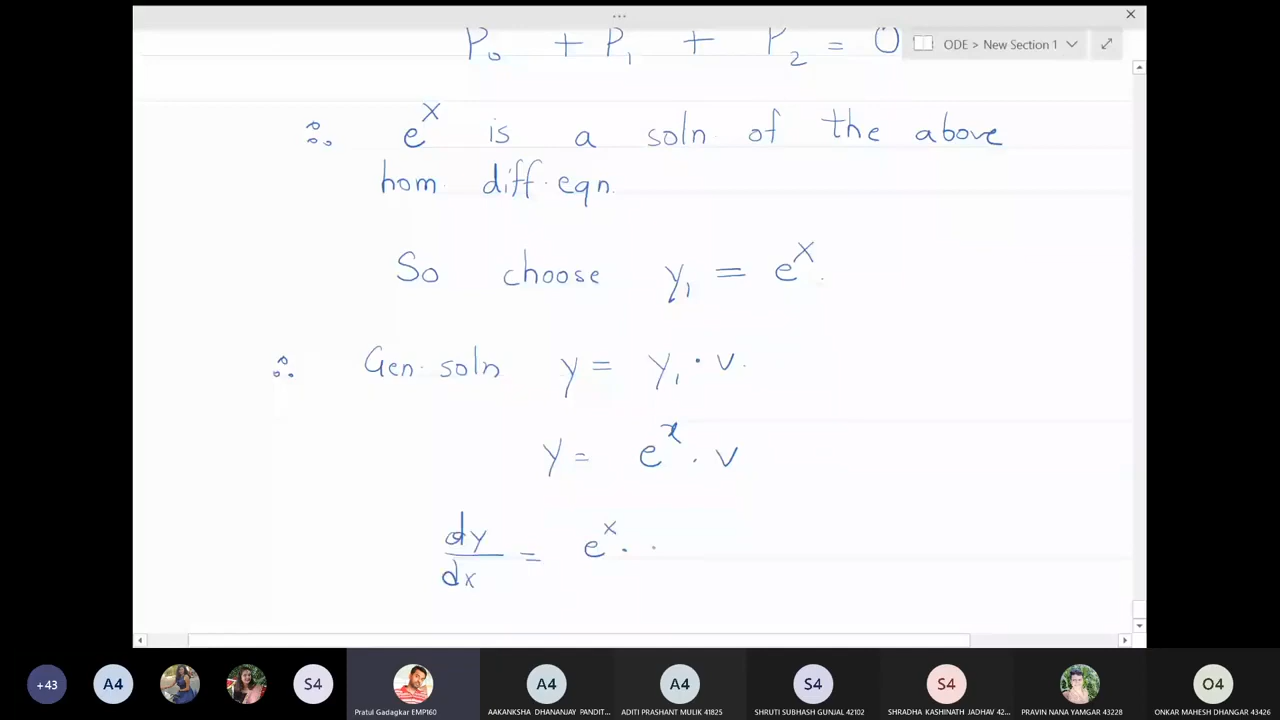 ...
P₀ + P₁ + P₂ = 0
ODE > New Section 1
∴ eˣ is a soln of the above
hom. diff. eqn.
So choose y₁ = eˣ.
∴ Gen. soln y = y₁ · v.
y = eˣ · v
dy/dx = eˣ ·
+43
A4
S4
Pratul Gadagkar EMP160
A4
AAKANKSHA DHANANJAY PANDIT...
A4
ADITI PRASHANT MULIK 41825
S4
SHRUTI SUBHASH GUNJAL 42102
S4
SHRADHA KASHINATH JADHAV 42...
PRAVIN NANA YAMGAR 43228
O4
ONKAR MAHESH DHANGAR 43426